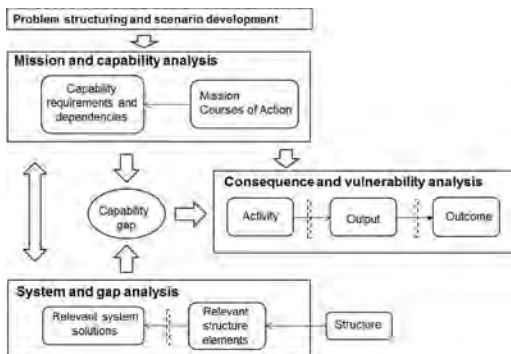 Problem structuring and scenario development
Mission and capability analysis
Capability
requirements and
dependencies
Mission
Courses of Action
Capability
gap
Consequence and vulnerability analysis
Activity
Output
Outcome
System and gap analysis
Relevant system
solutions
Relevant
structure
elements
Structure